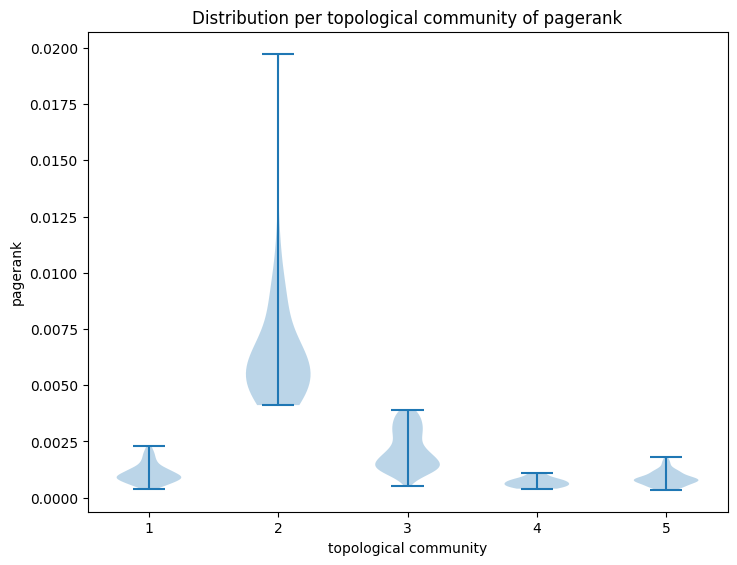 Distribution per topological community of pagerank
0.0200
0.0175
0.0150
0.0125
0.0100
0.0075
0.0050
0.0025
0.0000
pagerank
1 2 3 4 5
topological community